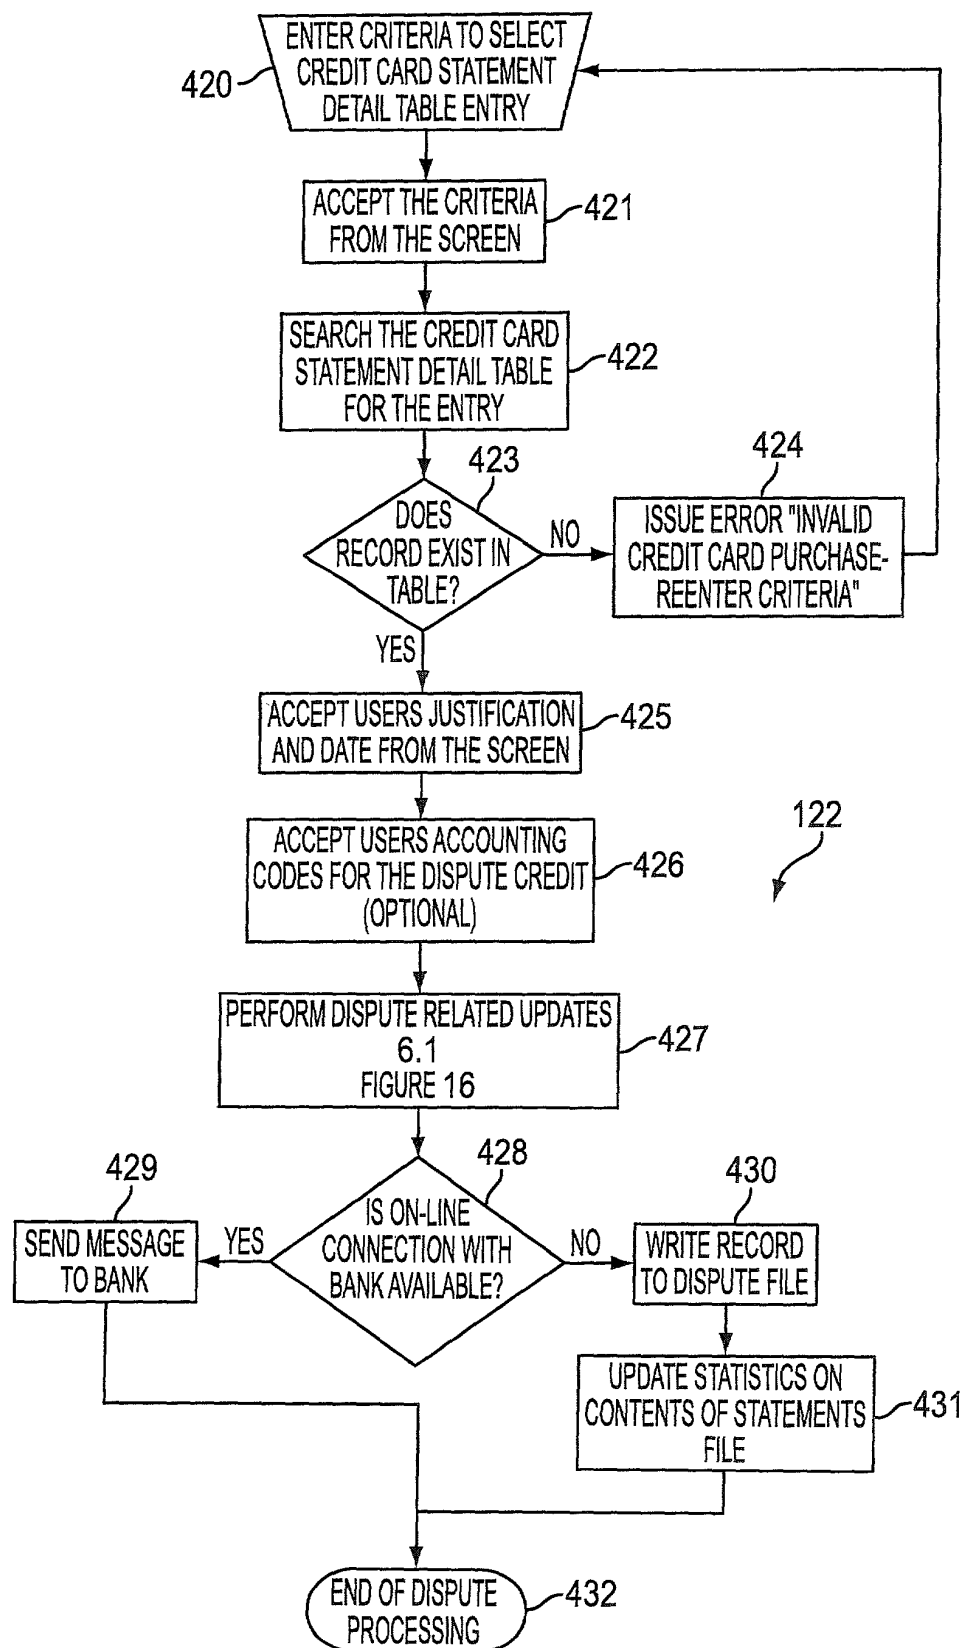 ENTER CRITERIA TO SELECT
CREDIT CARD STATEMENT
DETAIL TABLE ENTRY
420
ACCEPT THE CRITERIA
FROM THE SCREEN
421
SEARCH THE CREDIT CARD
STATEMENT DETAIL TABLE
FOR THE ENTRY
422
423
DOES
RECORD EXIST IN
TABLE?
NO
424
ISSUE ERROR "INVALID
CREDIT CARD PURCHASE-
REENTER CRITERIA"
YES
ACCEPT USERS JUSTIFICATION
AND DATE FROM THE SCREEN
425
122
ACCEPT USERS ACCOUNTING
CODES FOR THE DISPUTE CREDIT
(OPTIONAL)
426
PERFORM DISPUTE RELATED UPDATES
6.1
FIGURE 16
427
428
IS ON-LINE
CONNECTION WITH
BANK AVAILABLE?
YES
429
SEND MESSAGE
TO BANK
NO
430
WRITE RECORD
TO DISPUTE FILE
UPDATE STATISTICS ON
CONTENTS OF STATEMENTS
FILE
431
END OF DISPUTE
PROCESSING
432